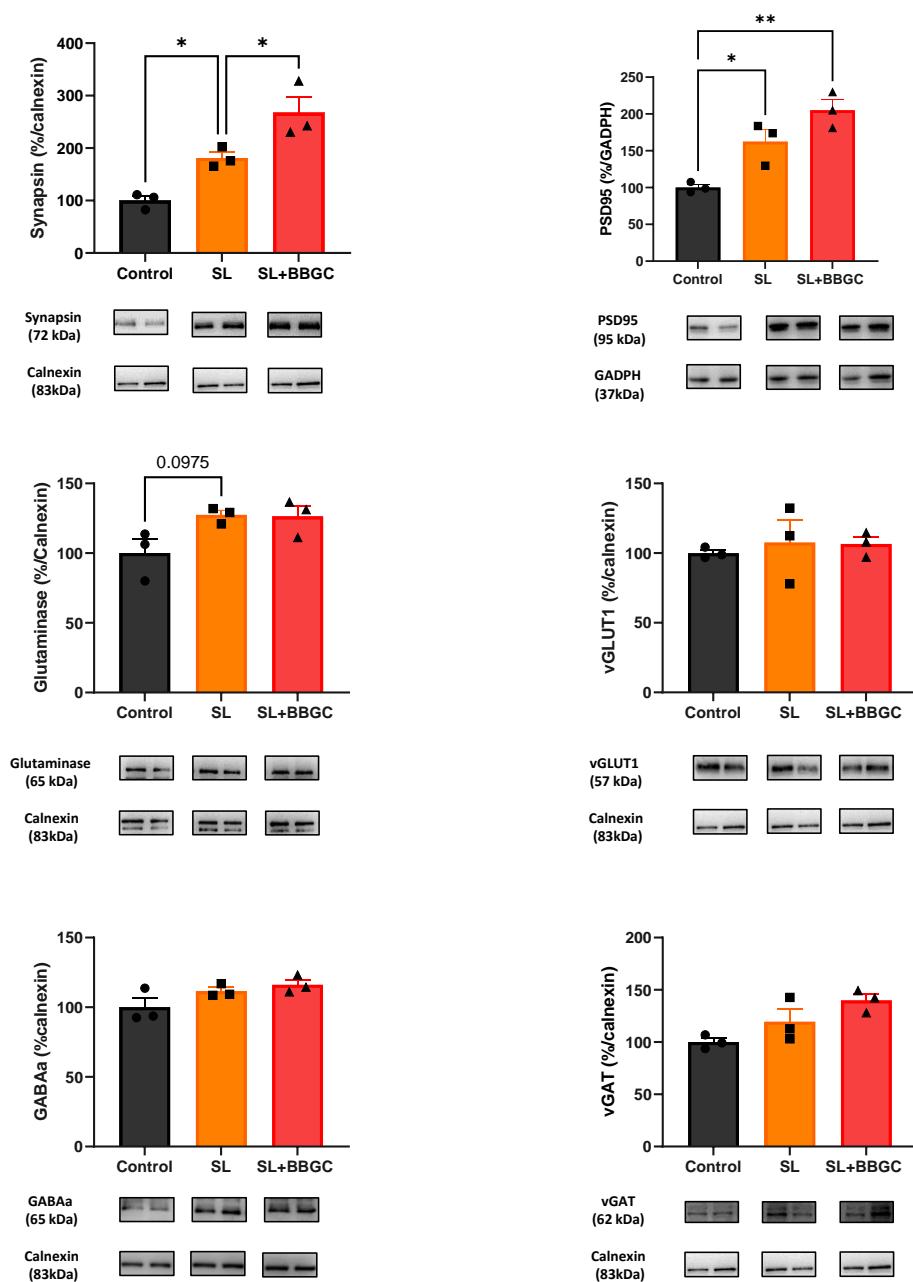 * *
400
300
200
100
0
Synapsin (%/calnexin)
Control SL SL+BBGC
Synapsin
(72 kDa)
Calnexin
(83kDa)
**
*
250
200
150
100
50
0
PSD95 (%/GADPH)
Control SL SL+BBGC
PSD95
(95 kDa)
GADPH
(37kDa)
0.0975
150
100
50
0
Glutaminase (%/Calnexin)
Control SL SL+BBGC
Glutaminase
(65 kDa)
Calnexin
(83kDa)
150
100
50
0
vGLUT1 (%/calnexin)
Control SL SL+BBGC
vGLUT1
(57 kDa)
Calnexin
(83kDa)
150
100
50
0
GABAa (%calnexin)
Control SL SL+BBGC
GABAa
(65 kDa)
Calnexin
(83kDa)
200
150
100
50
0
vGAT (%/calnexin)
Control SL SL+BBGC
vGAT
(62 kDa)
Calnexin
(83kDa)